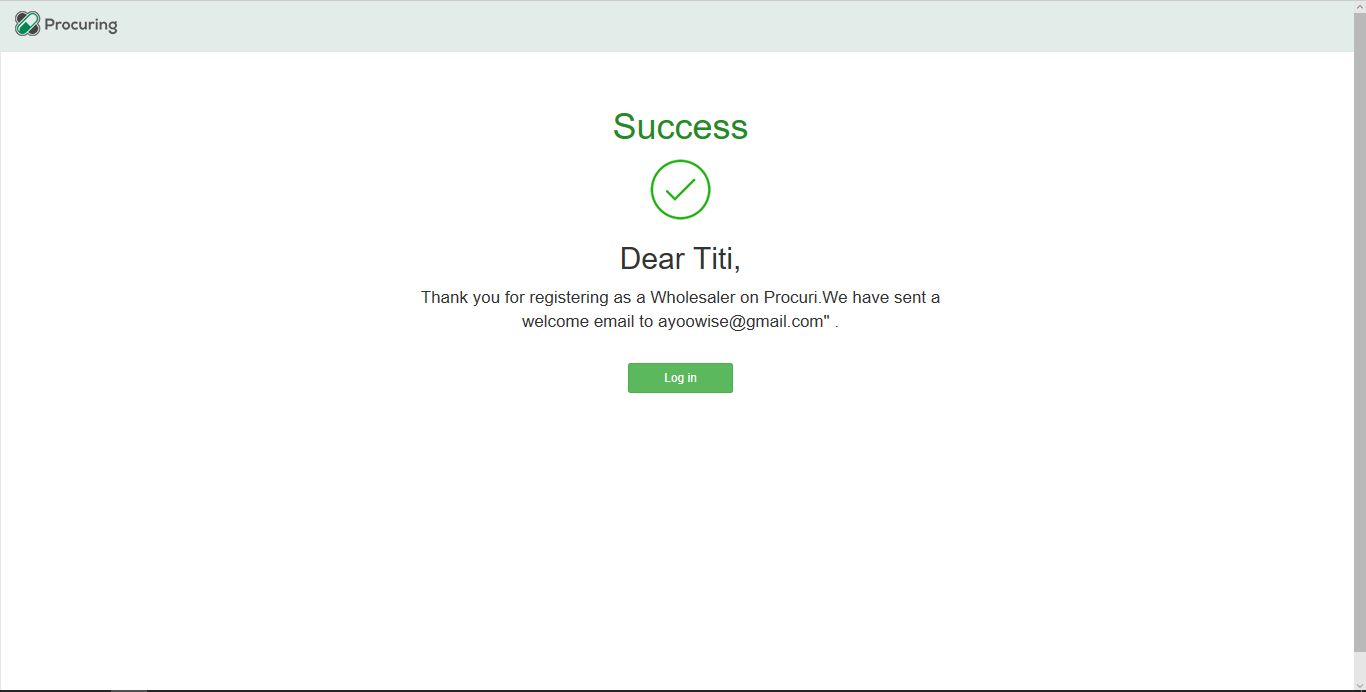 Procuring
Success
Dear Titi,
Thank you for registering as a Wholesaler on Procuri.We have sent a
welcome email to ayoowise@gmail.com" .
Log in